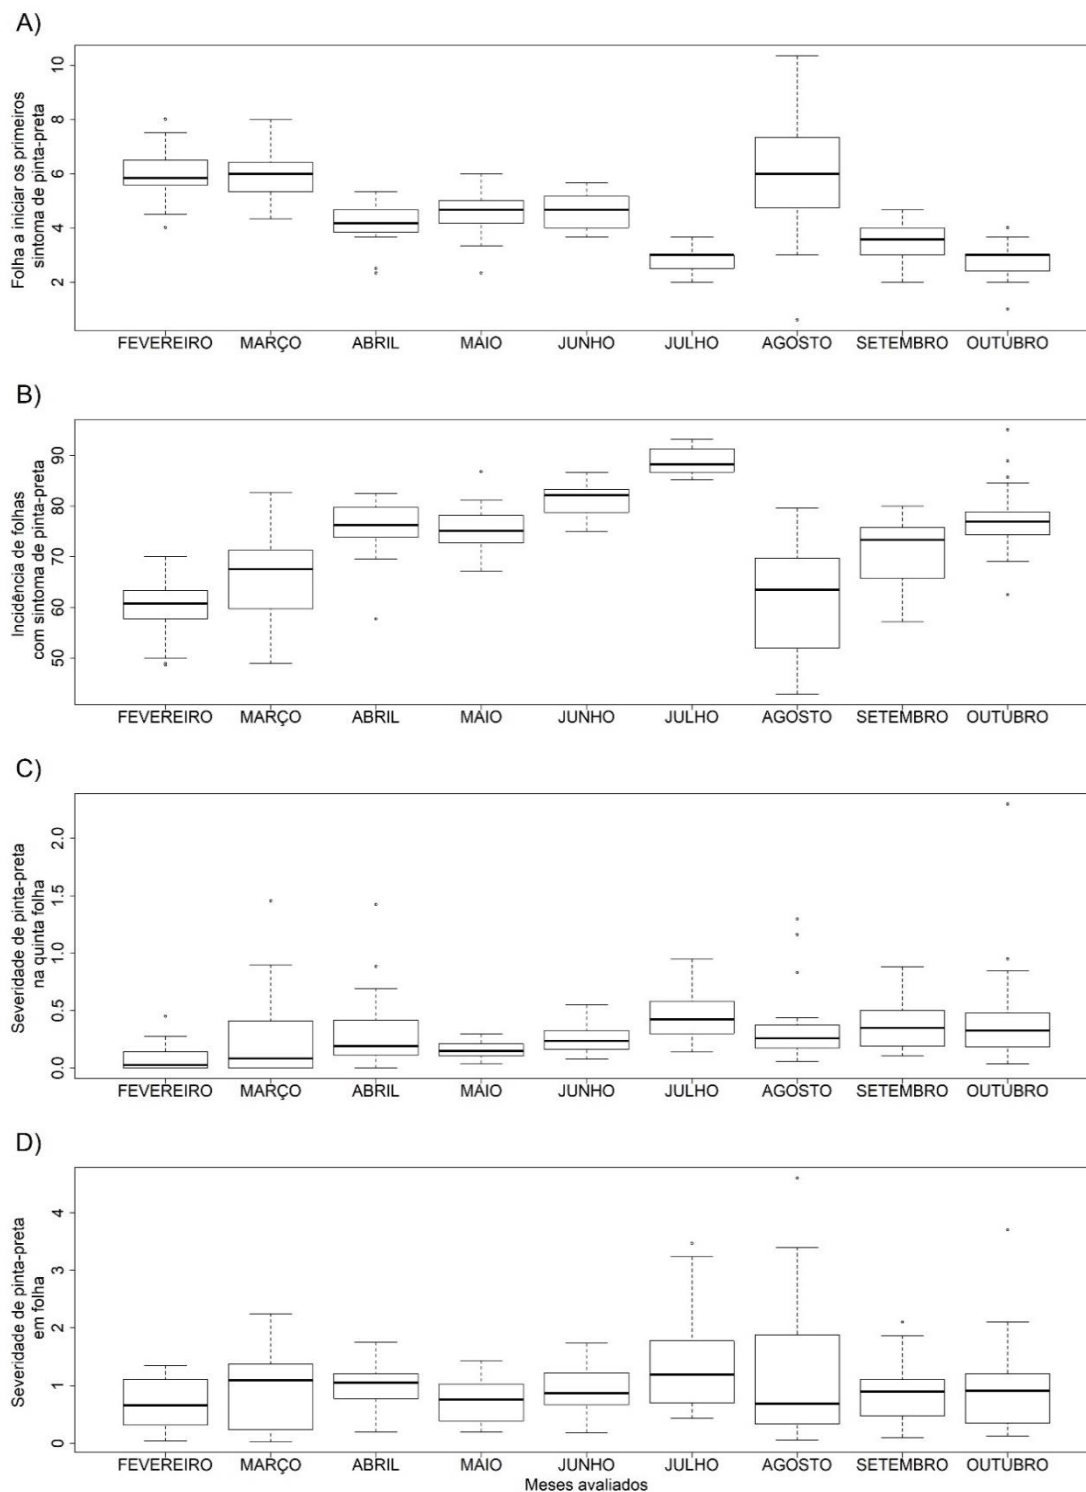 A)
Folha a iniciar os primeiros
sintoma de pinta-preta
10
8
6
4
2
FEVEREIRO MARÇO ABRIL MAIO JUNHO JULHO AGOSTO SETEMBRO OUTUBRO
B)
Incidência de folhas
com sintoma de pinta-preta
90
80
70
60
50
FEVEREIRO MARÇO ABRIL MAIO JUNHO JULHO AGOSTO SETEMBRO OUTUBRO
C)
Severidade de pinta-preta
na quinta folha
2.0
1.5
1.0
0.5
0.0
FEVEREIRO MARÇO ABRIL MAIO JUNHO JULHO AGOSTO SETEMBRO OUTUBRO
D)
Severidade de pinta-preta
em folha
4
3
2
1
0
FEVEREIRO MARÇO ABRIL MAIO JUNHO JULHO AGOSTO SETEMBRO OUTUBRO
Meses avaliados